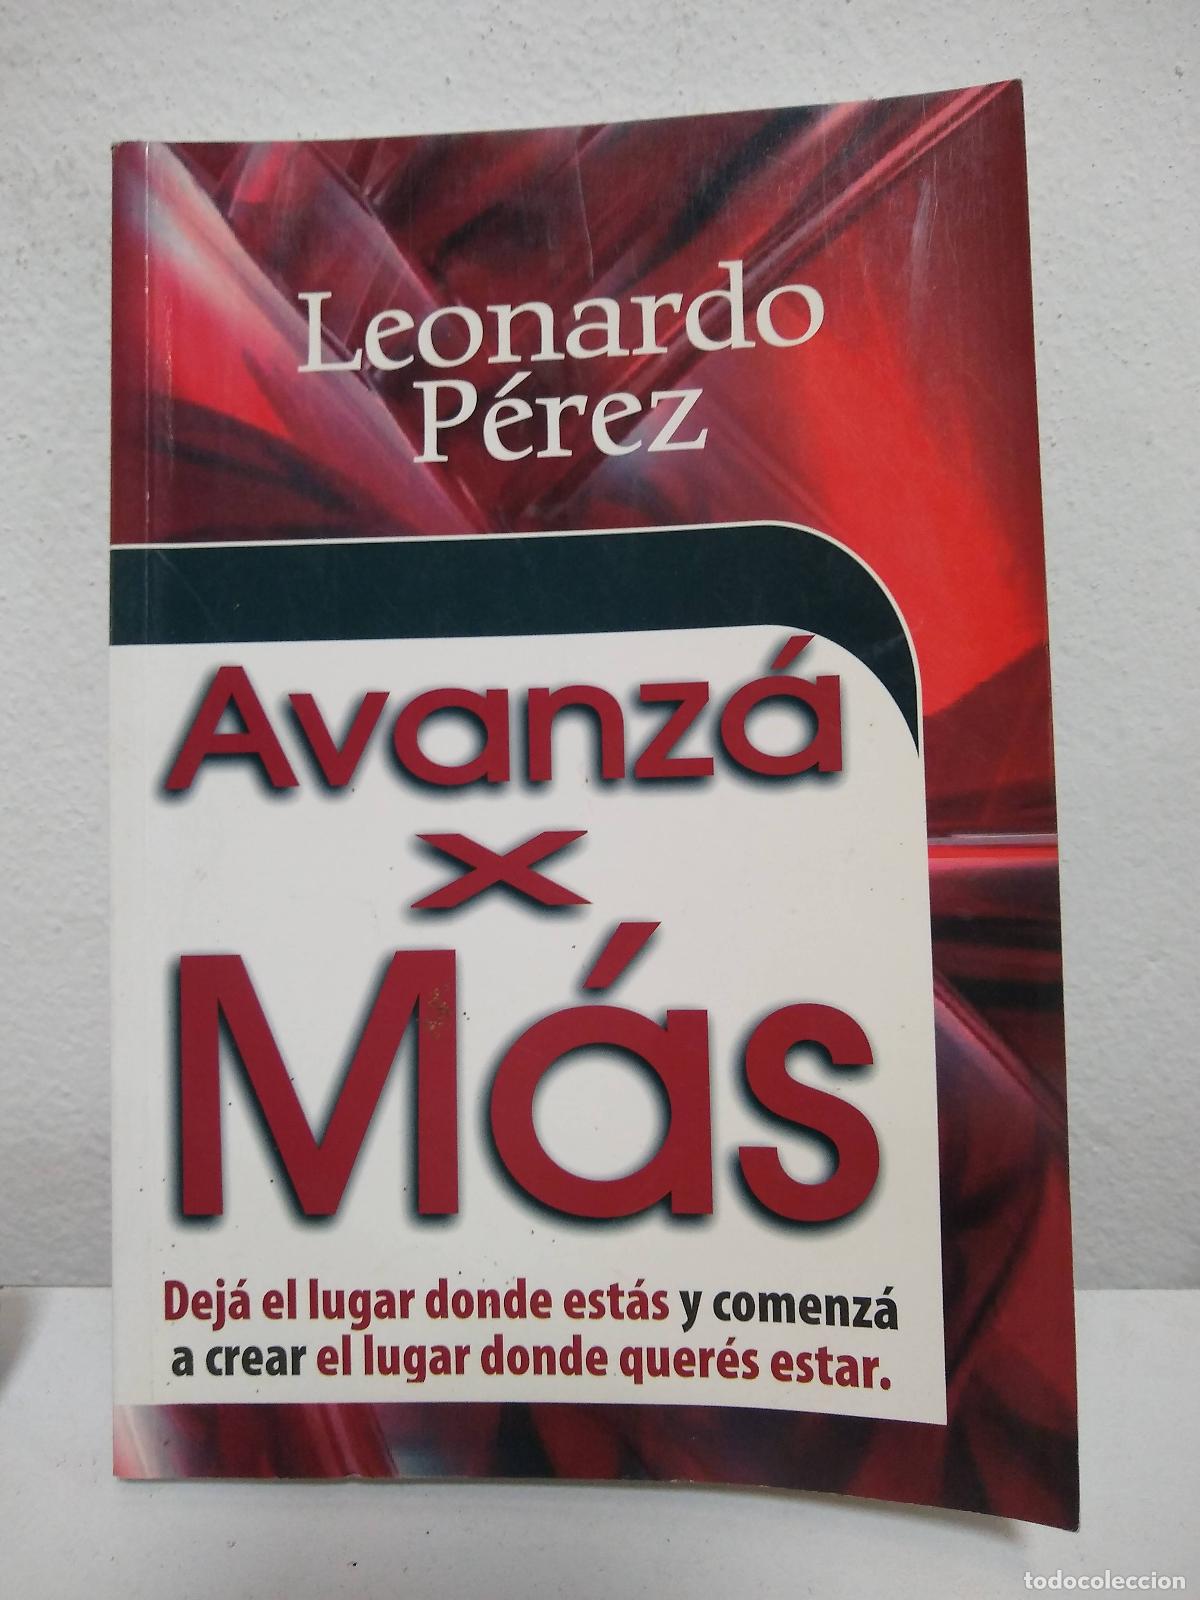 Leonardo
Pérez
Avanzá
x
Más
Dejá el lugar donde estás y comenzá
a crear el lugar donde querés estar.
todocoleccion